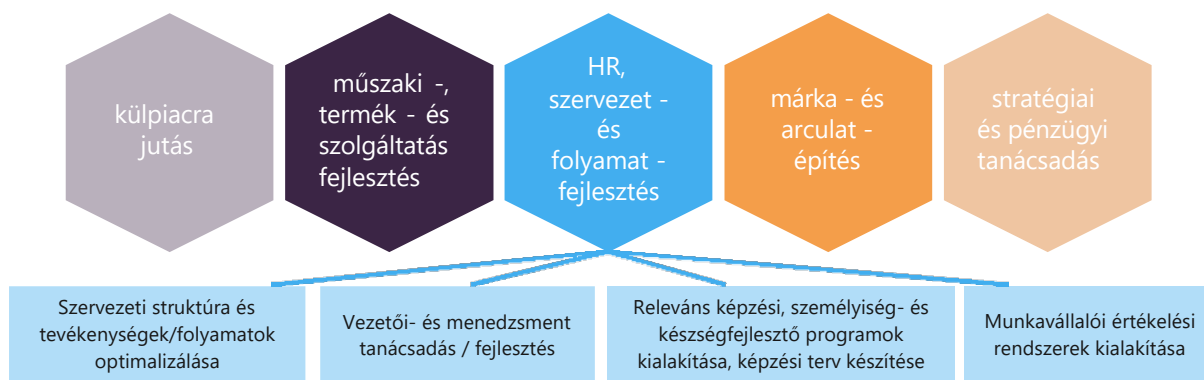 külpiacra
jutás
műszaki -,
termék - és
szolgáltatás
fejlesztés
HR,
szervezet -
és
folyamat -
fejlesztés
márka - és
arculat -
építés
stratégiai
és pénzügyi
tanácsadás
Szervezeti struktúra és
tevékenységek/folyamatok
optimalizálása
Vezetői- és menedzsment
tanácsadás / fejlesztés
Releváns képzési, személyiség- és
készségfejlesztő programok
kialakítása, képzési terv készítése
Munkavállalói értékelési
rendszerek kialakítása